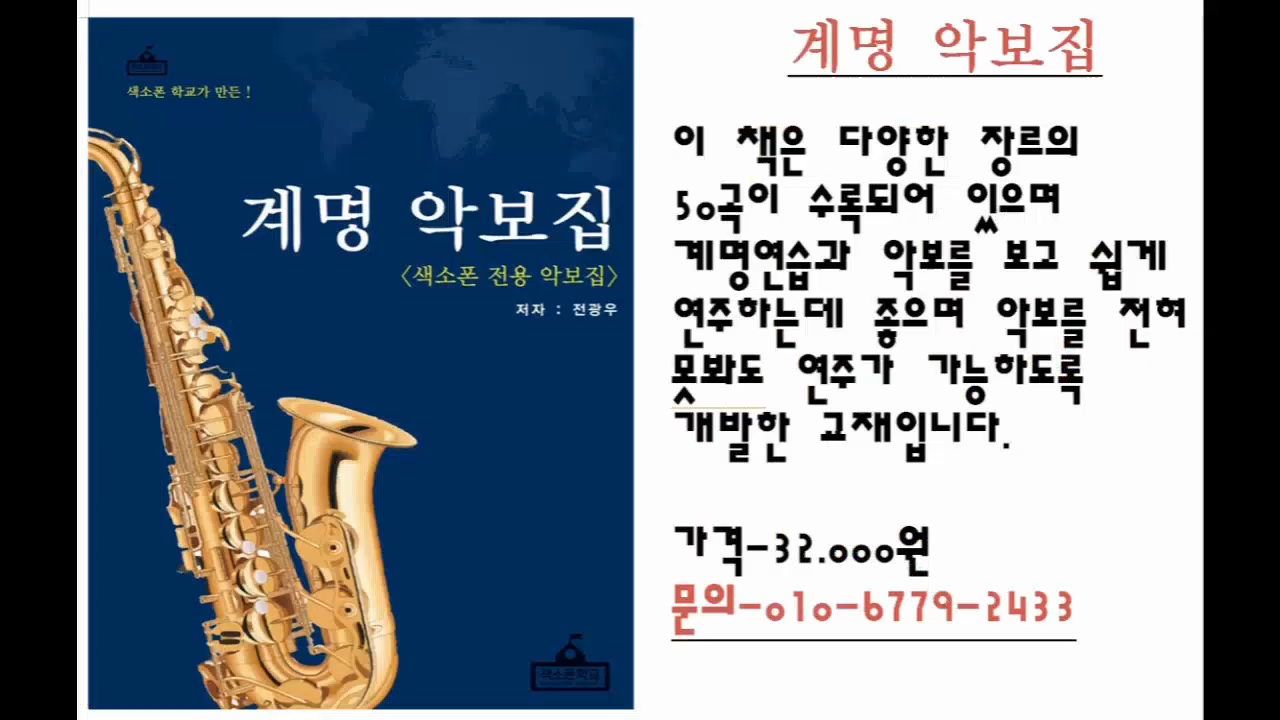 색소폰 학교가 만든 !
계명 악보집
<색소폰 전용 악보집>
저자 : 전광우
색소폰학교
계명 악보집
이 책은 다양한 장르의
50곡이 수록되어 있으며
계명연습과 악보를 보고 쉽게
연주하는데 좋으며 악보를 전혀
못봐도 연주가 가능하도록
개발한 교재입니다.
가격-32.000원
문의-010-6779-2433